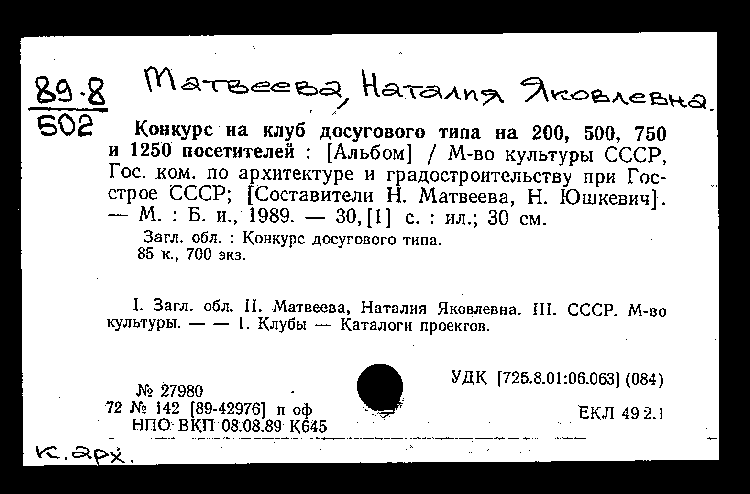 89-8
502
Матвеева, Наталия Яковлевна.
Конкурс на клуб досугового типа на 200, 500, 750
и 1250 посетителей : [Альбом] / М-во культуры СССР,
Гос. ком. по архитектуре и градостроительству при Гос-
строе СССР; [Составители Н. Матвеева, Н. Юшкевич].
— М. : Б. и., 1989. — 30,[1] с. : ил.; 30 см.
Загл. обл. : Конкурс досугового типа.
85 к., 700 экз.
I. Загл. обл. II. Матвеева, Наталия Яковлевна. III. СССР. М-во
культуры. — — 1. Клубы — Каталоги проектов.
УДК [725.8.01:06.063] (084)
№ 27980
72 № 142 [89-42976] п оф
ЕКЛ 49 2.1
НПО ВКП 08.08.89 К645
к. арх.